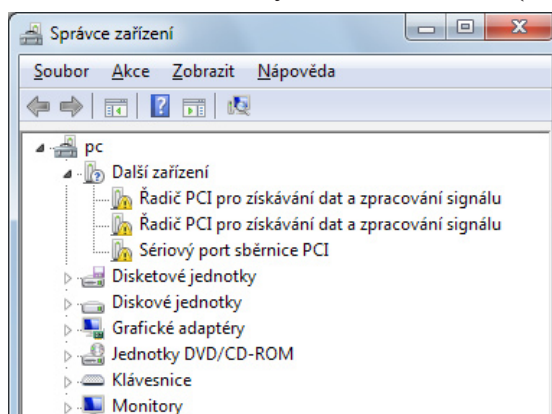 Správce zařízení
Soubor Akce Zobrazit Nápověda
pc
Další zařízení
Řadič PCI pro získávání dat a zpracování signálu
Řadič PCI pro získávání dat a zpracování signálu
Sériový port sběrnice PCI
Disketové jednotky
Diskové jednotky
Grafické adaptéry
Jednotky DVD/CD-ROM
Klávesnice
Monitory